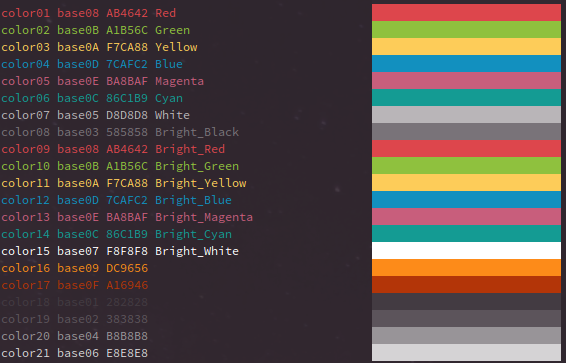 color01 base08 AB4642 Red
color02 base0B A1B56C Green
color03 base0A F7CA88 Yellow
color04 base0D 7CAFC2 Blue
color05 base0E BA8BAF Magenta
color06 base0C 86C1B9 Cyan
color07 base05 D8D8D8 White
color08 base03 585858 Bright_Black
color09 base08 AB4642 Bright_Red
color10 base0B A1B56C Bright_Green
color11 base0A F7CA88 Bright_Yellow
color12 base0D 7CAFC2 Bright_Blue
color13 base0E BA8BAF Bright_Magenta
color14 base0C 86C1B9 Bright_Cyan
color15 base07 F8F8F8 Bright_White
color16 base09 DC9656
color17 base0F A16946
color18 base01 282828
color19 base02 383838
color20 base04 B8B8B8
color21 base06 E8E8E8